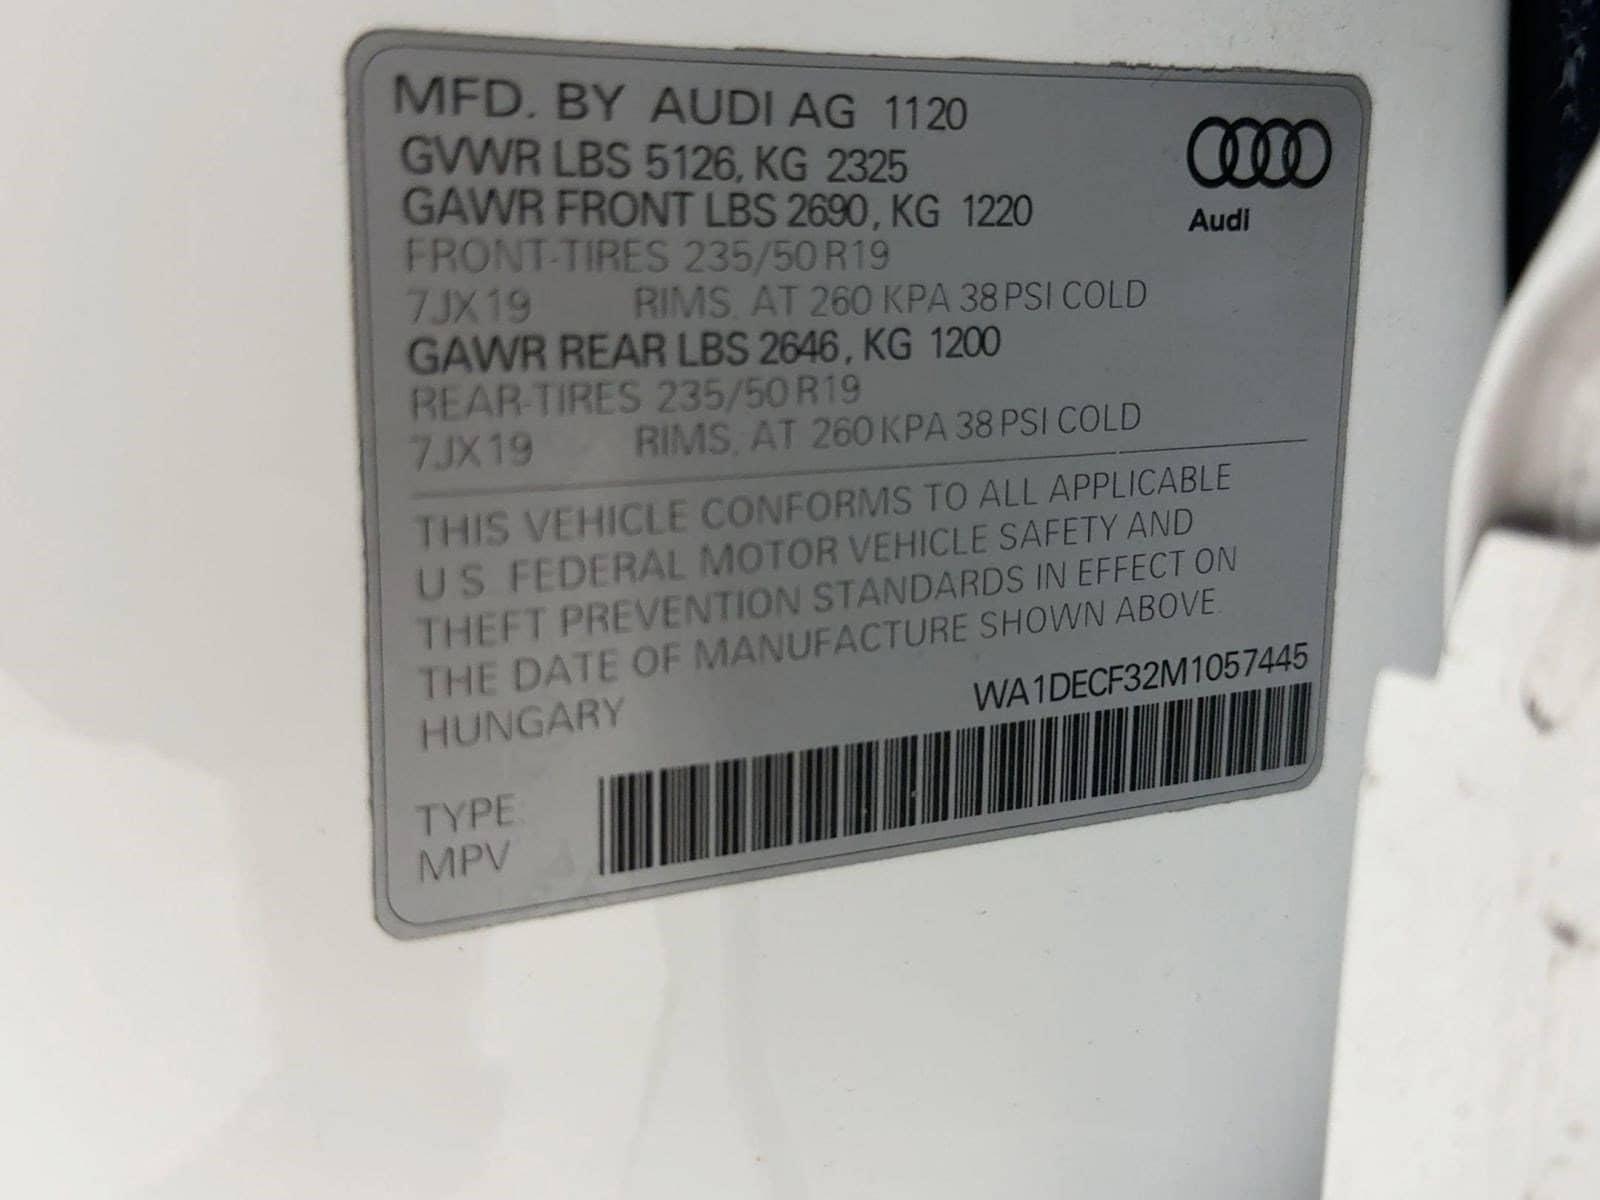 MFD. BY AUDI AG 1120
GVWR LBS 5126, KG 2325
GAWR FRONT LBS 2690, KG 1220
FRONT-TIRES 235/50 R19
7JX19 RIMS, AT 260 KPA 38 PSI COLD
GAWR REAR LBS 2646, KG 1200
REAR-TIRES 235/50 R19
7JX19 RIMS, AT 260 KPA 38 PSI COLD
Audi
THIS VEHICLE CONFORMS TO ALL APPLICABLE
U.S. FEDERAL MOTOR VEHICLE SAFETY AND
THEFT PREVENTION STANDARDS IN EFFECT ON
THE DATE OF MANUFACTURE SHOWN ABOVE.
HUNGARY
WA1DECF32M1057445
TYPE:
MPV